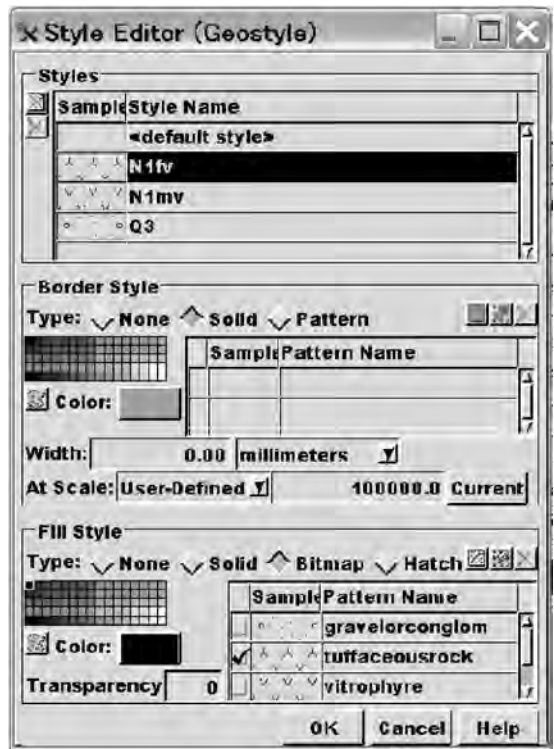 Style Editor (Geostyle)
Styles
Sample Style Name
<default style>
N1fv
N1mv
Q3
Border Style
Type: None Solid Pattern
Sample Pattern Name
Color:
Width: 0.00 millimeters
At Scale: User-Defined 100000.0 Current
Fill Style
Type: None Solid Bitmap Hatch
Sample Pattern Name
gravelorconglom
Color:
tuffaceousrock
Transparency 0
vitrophyre
OK Cancel Help